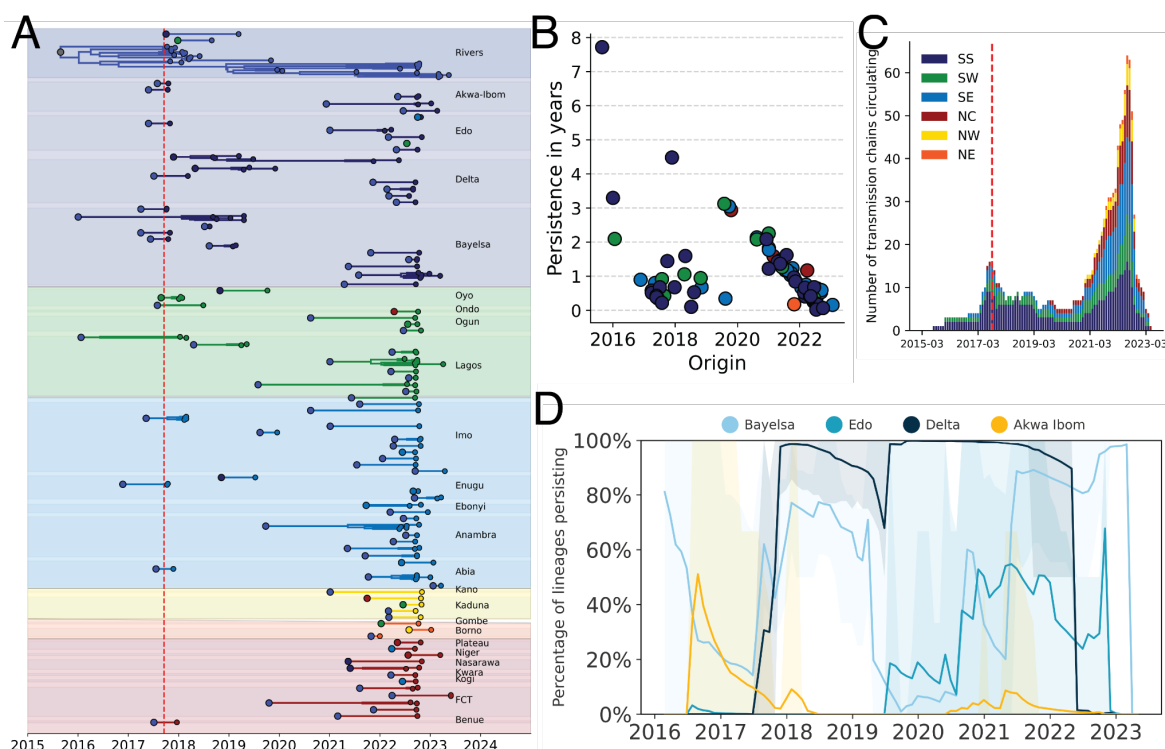 A
Rivers
Akwa-Ibom
Edo
Delta
Bayelsa
Oyo
Ondo
Ogun
Lagos
Imo
Enugu
Ebonyi
Anambra
Abia
Kano
Kaduna
Gombe
Borno
Plateau
Niger
Nasarawa
Kwara
Kogi
FCT
Benue
2015 2016 2017 2018 2019 2020 2021 2022 2023 2024
B
Persistence in years
8
7
6
5
4
3
2
1
0
2016 2018 2020 2022
Origin
C
Number of transmission chains circulating
SS
SW
SE
NC
NW
NE
60
50
40
30
20
10
0
2015-03 2017-03 2019-03 2021-03 2023-03
D
Bayelsa Edo Delta Akwa Ibom
Percentage of lineages persisting
100%
80%
60%
40%
20%
0%
2016 2017 2018 2019 2020 2021 2022 2023